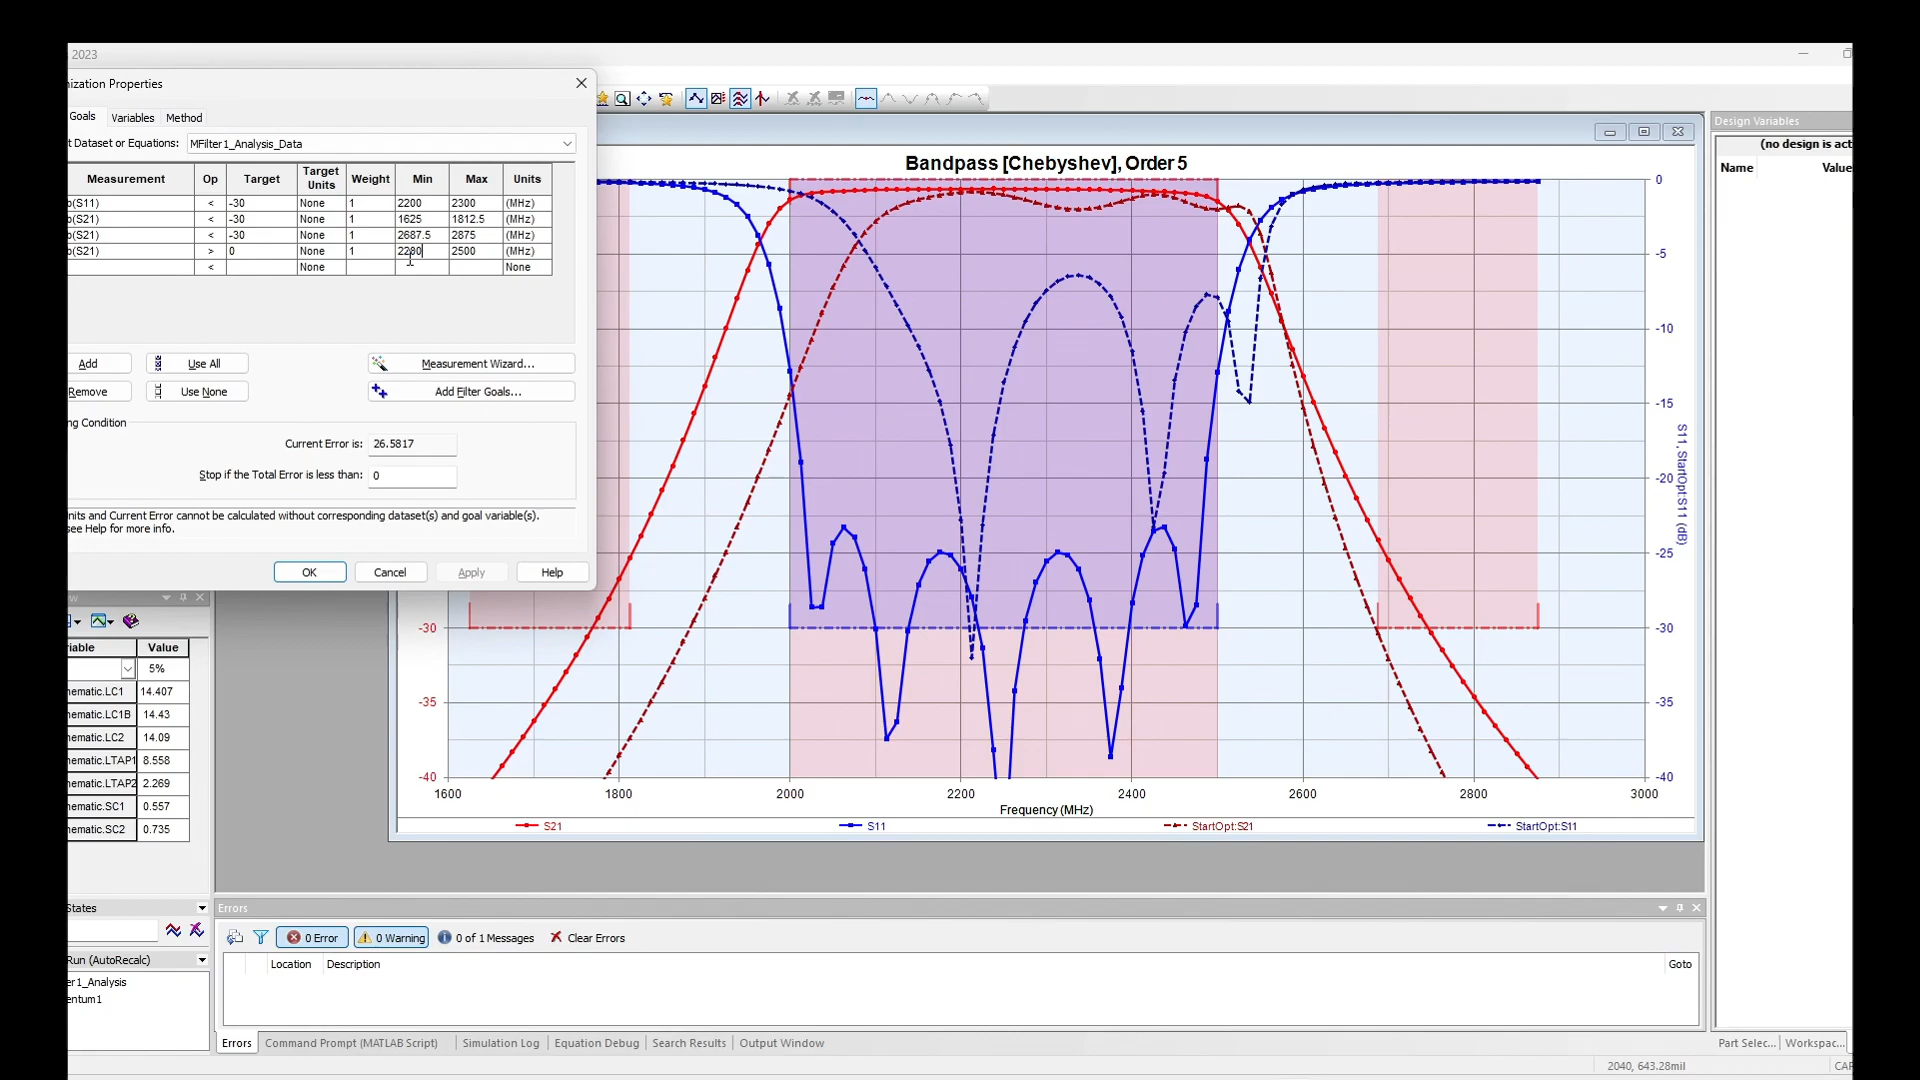 2023
nization Properties
Goals Variables Method
t Dataset or Equations: MFilter1_Analysis_Data
Measurement Op Target Target Units Weight Min Max Units
(S11) < -30 None 1 2200 2300 (MHz)
(S21) < -30 None 1 1625 1812.5 (MHz)
(S21) < -30 None 1 2687.5 2875 (MHz)
(S21) > 0 None 1 2500 (MHz)
< None None
Add Use All Measurement Wizard...
Remove Use None Add Filter Goals...
ng Condition
Current Error is: 26.5817
Stop if the Total Error is less than: 0
nits and Current Error cannot be calculated without corresponding dataset(s) and goal variable(s).
see Help for more info.
OK Cancel Apply Help
Bandpass [Chebyshev], Order 5
0
-5
-10
-15
-20
-25
-30 -30
-35 -35
-40 -40
S11, StartOpt:S11 (dB)
1600 1800 2000 2200 2400 2600 2800 3000
Frequency (MHz)
S21 S11 StartOpt:S21 StartOpt:S11
Design Variables
(no design is act
Name Value
w
riable Value
5%
hematic.LC1 14.407
hematic.LC1B 14.43
hematic.LC2 14.09
hematic.LTAP1 8.558
hematic.LTAP2 2.269
hematic.SC1 0.557
hematic.SC2 0.735
States
Run (AutoRecalc)
er1_Analysis
entum1
Errors
0 Error 0 Warning 0 of 1 Messages Clear Errors
Location Description Goto
Errors Command Prompt (MATLAB Script) Simulation Log Equation Debug Search Results Output Window
Part Selec... Workspac...
2040, 643.28mil CAP